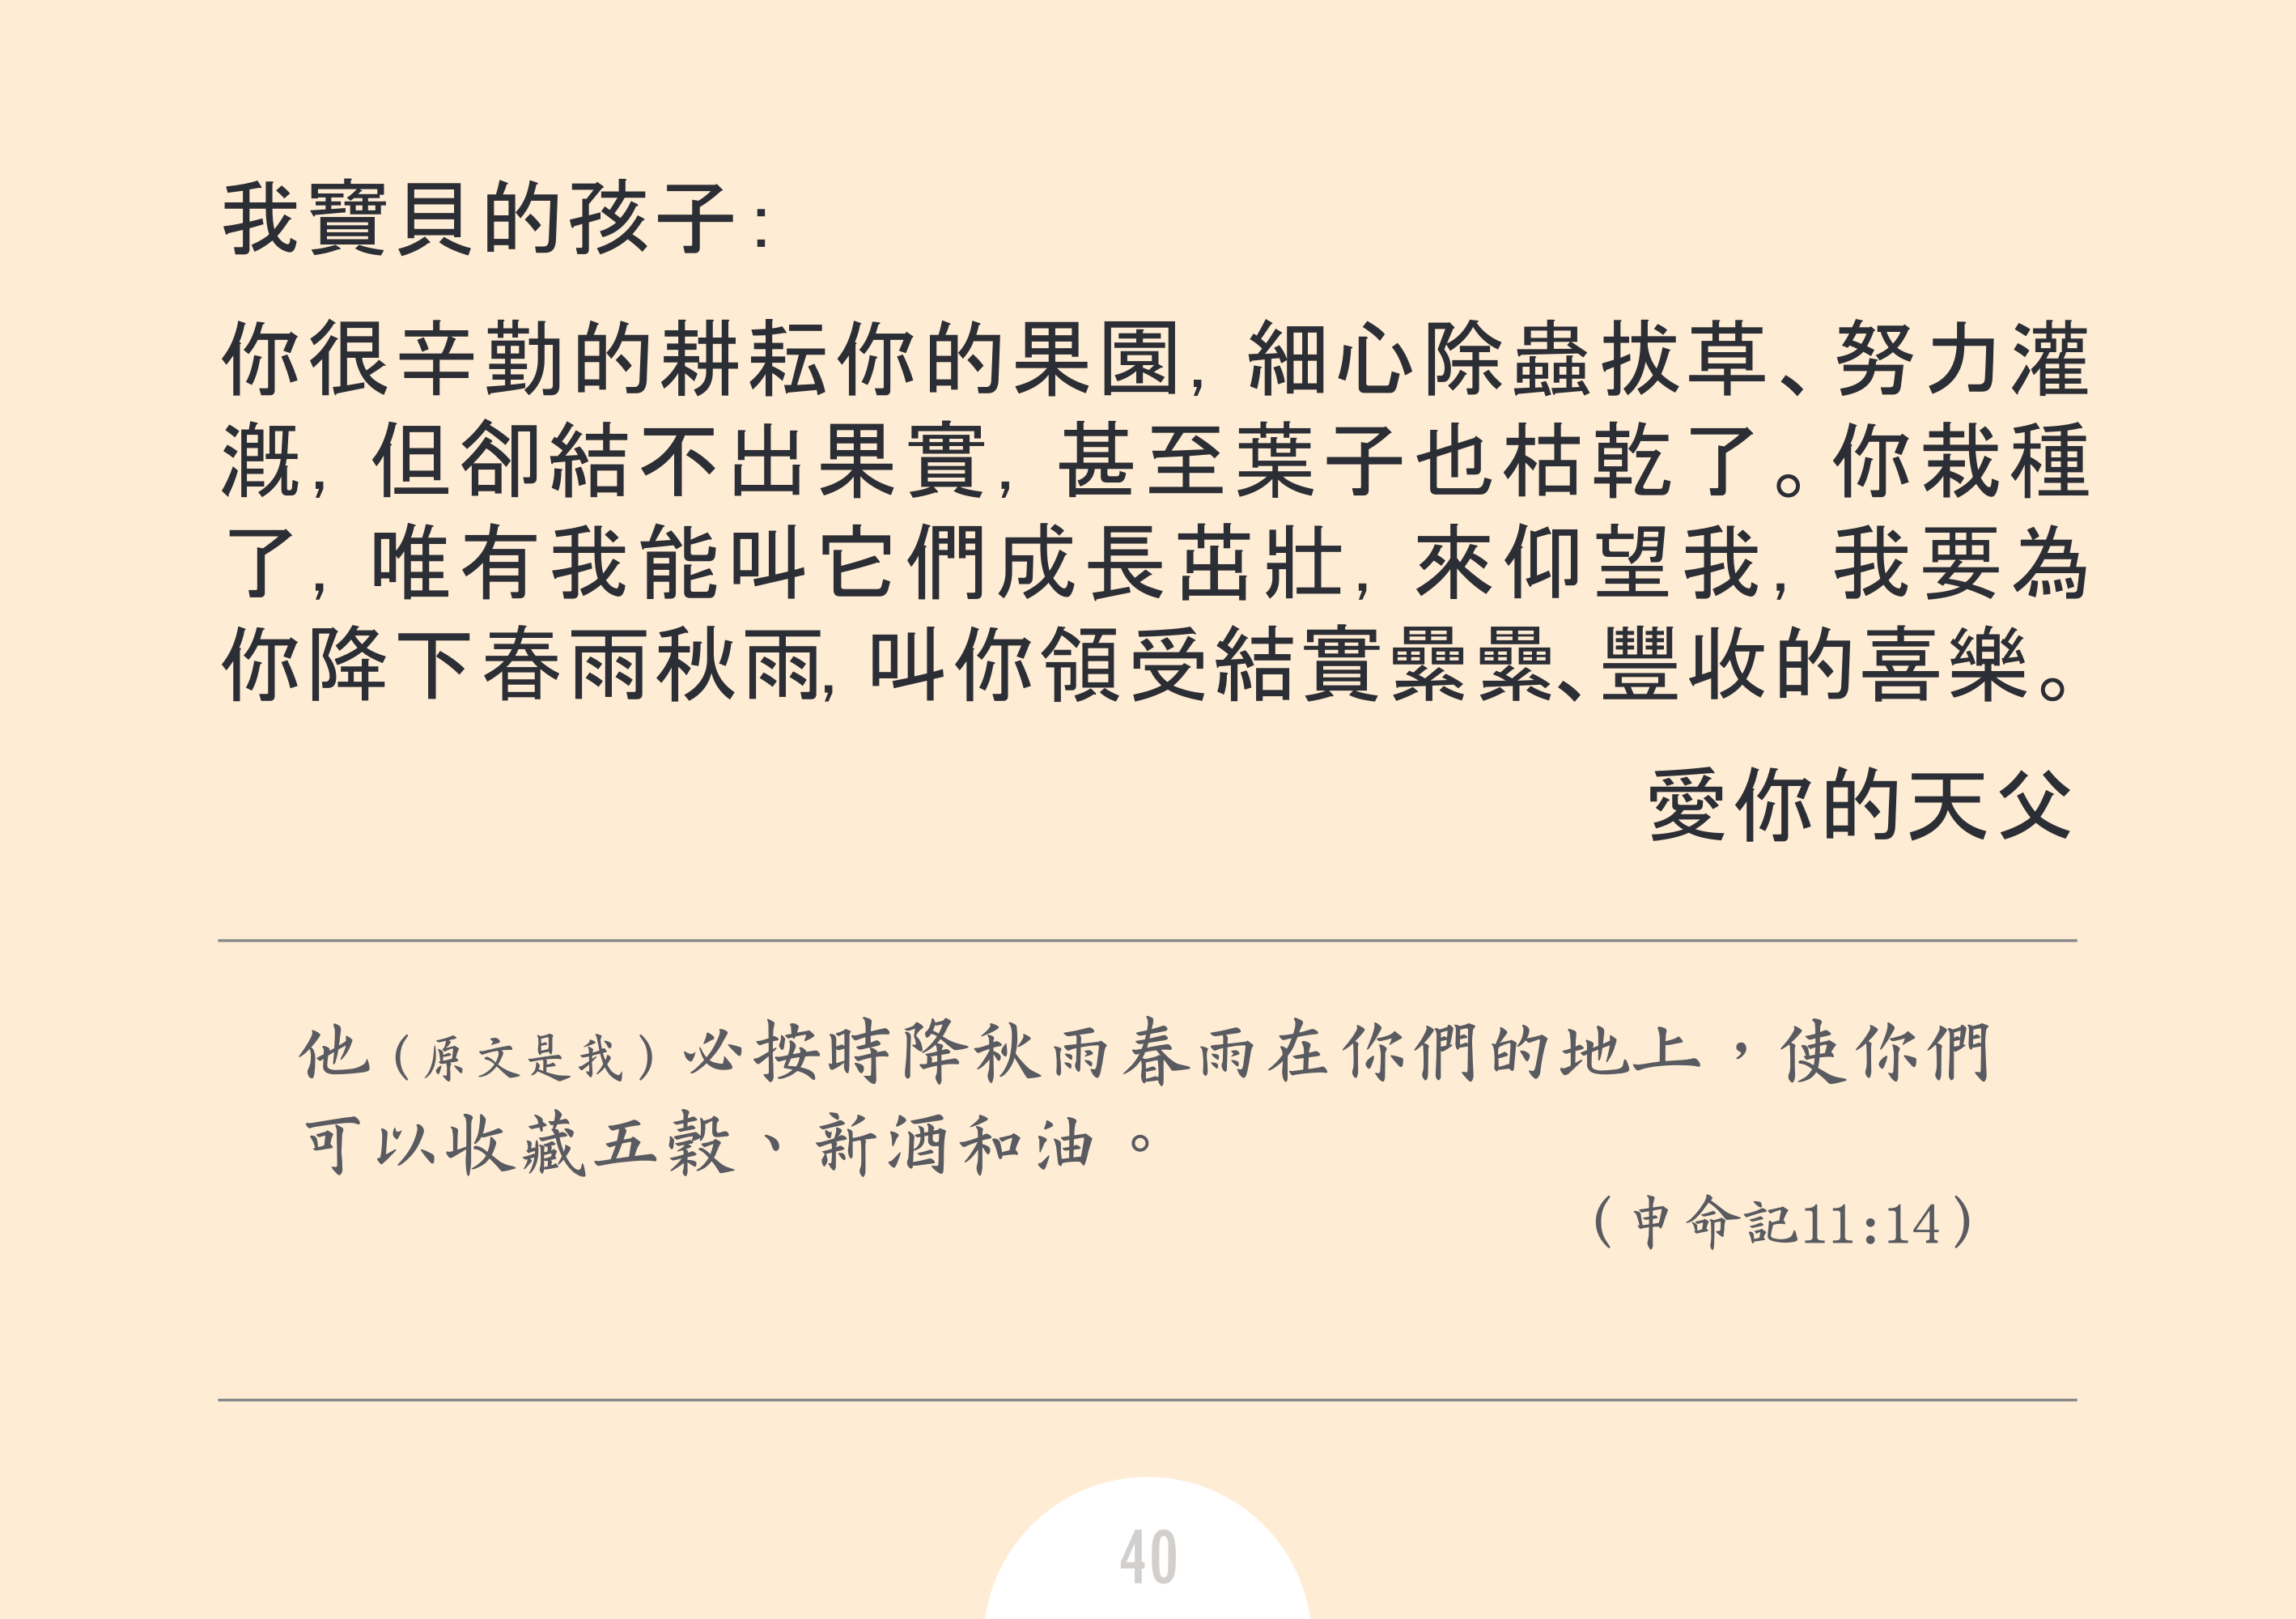 我寶貝的孩子：
你很辛勤的耕耘你的果園，細心除蟲拔草、努力灌
溉，但卻結不出果實，甚至葉子也枯乾了。你栽種
了，唯有我能叫它們成長茁壯，來仰望我，我要為
你降下春雨秋雨，叫你領受結實纍纍、豐收的喜樂。
愛你的天父
他（原文是我）必按時降秋雨春雨在你們的地上，使你們
可以收藏五穀、新酒和油。
（申命記11:14）
40